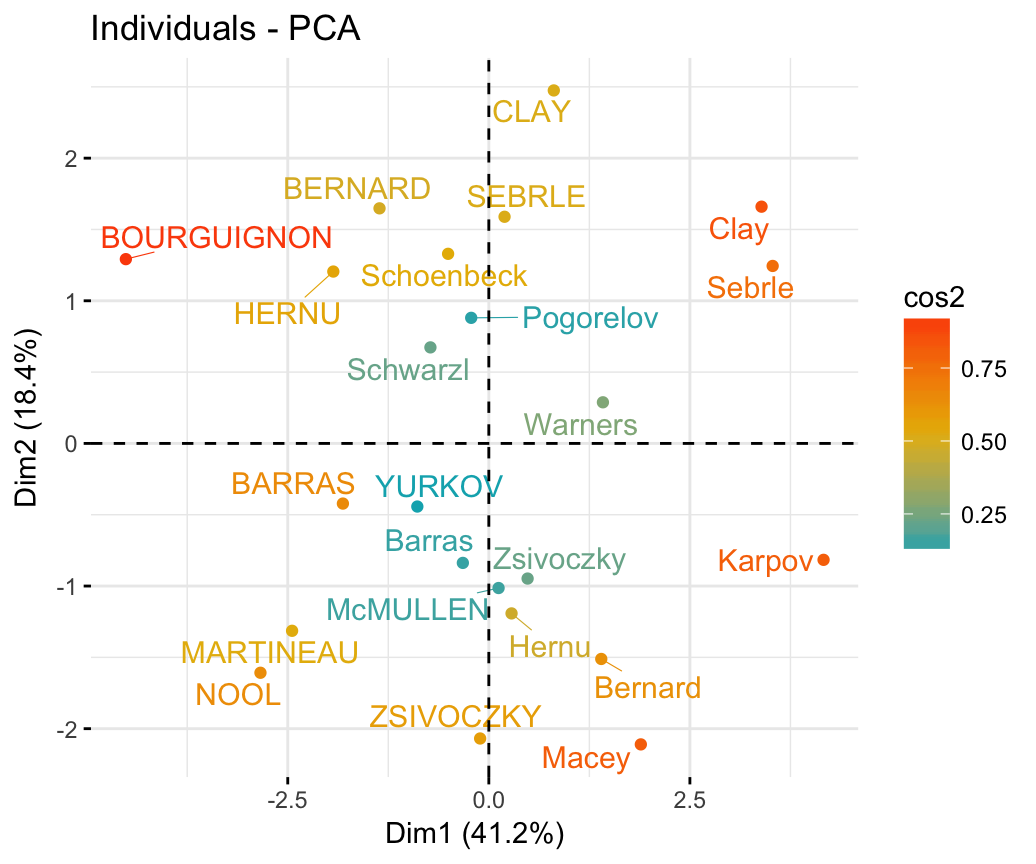 Individuals - PCA
CLAY
BERNARD
SEBRLE
Clay
BOURGUIGNON
Schoenbeck
Sebrle
HERNU
Pogorelov
Schwarzl
Warners
BARRAS
YURKOV
Barras
Zsivoczky
Karpov
McMULLEN
Hernu
MARTINEAU
Bernard
NOOL
ZSIVOCZKY
Macey
2
1
0
-1
-2
Dim2 (18.4%)
-2.5
0.0
2.5
Dim1 (41.2%)
cos2
0.75
0.50
0.25